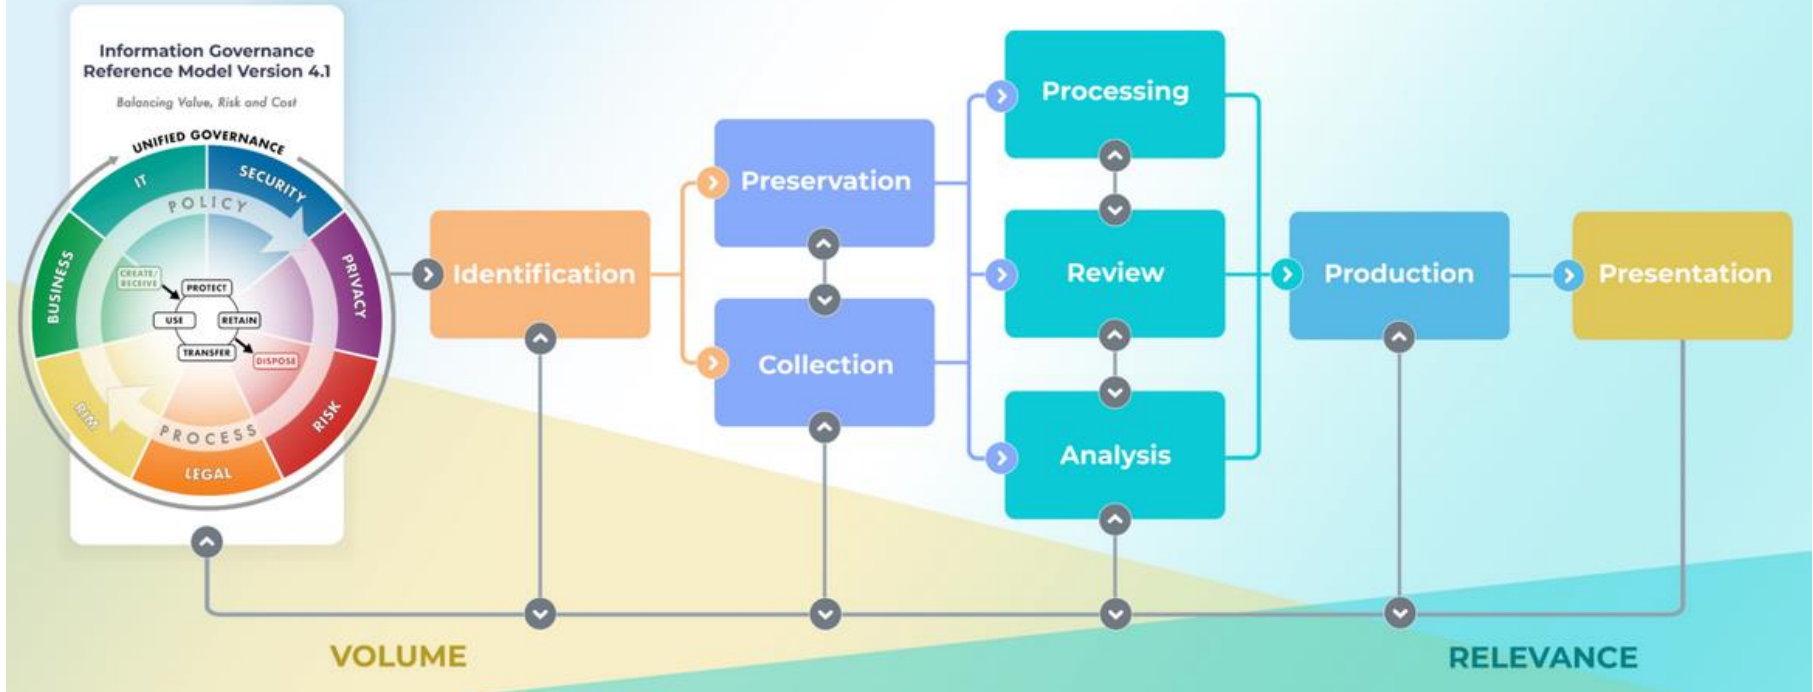 Information Governance
Reference Model Version 4.1
Balancing Value, Risk and Cost
UNIFIED GOVERNANCE
IT
SECURITY
POLICY
BUSINESS
PRIVACY
CREATE/
RECEIVE
PROTECT
USE
RETAIN
TRANSFER
DISPOSE
RIM
RISK
PROCESS
LEGAL
Identification
Preservation
Collection
Processing
Review
Analysis
Production
Presentation
VOLUME
RELEVANCE